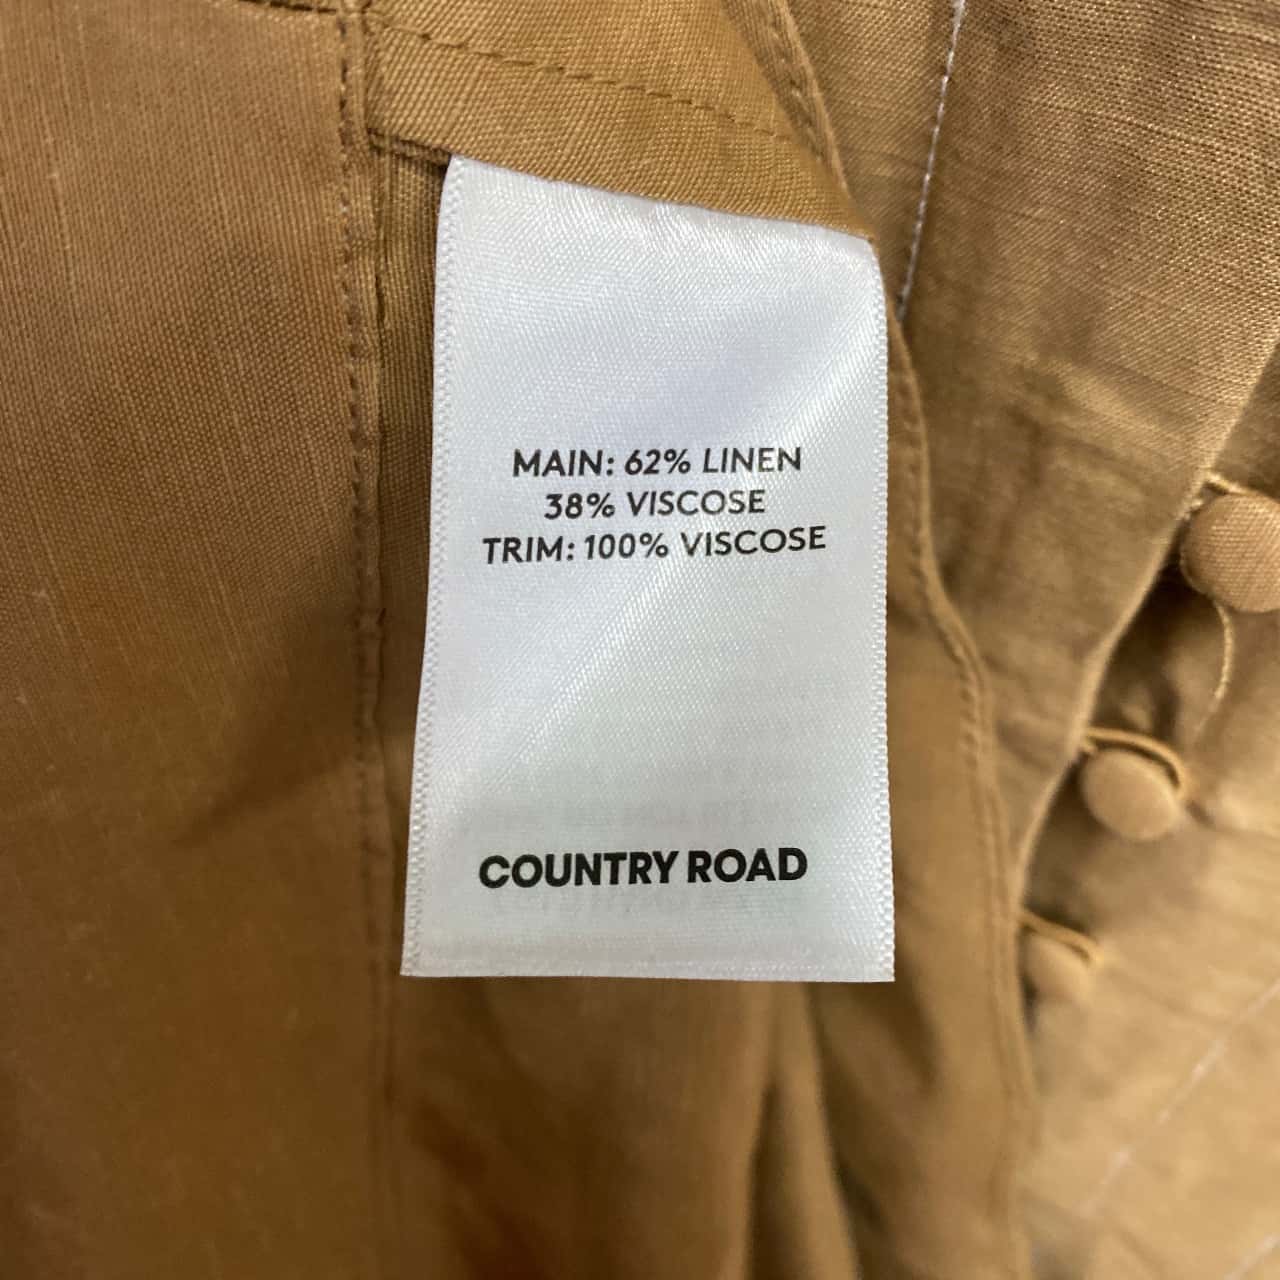 MAIN: 62% LINEN
38% VISCOSE
TRIM: 100% VISCOSE
COUNTRY ROAD